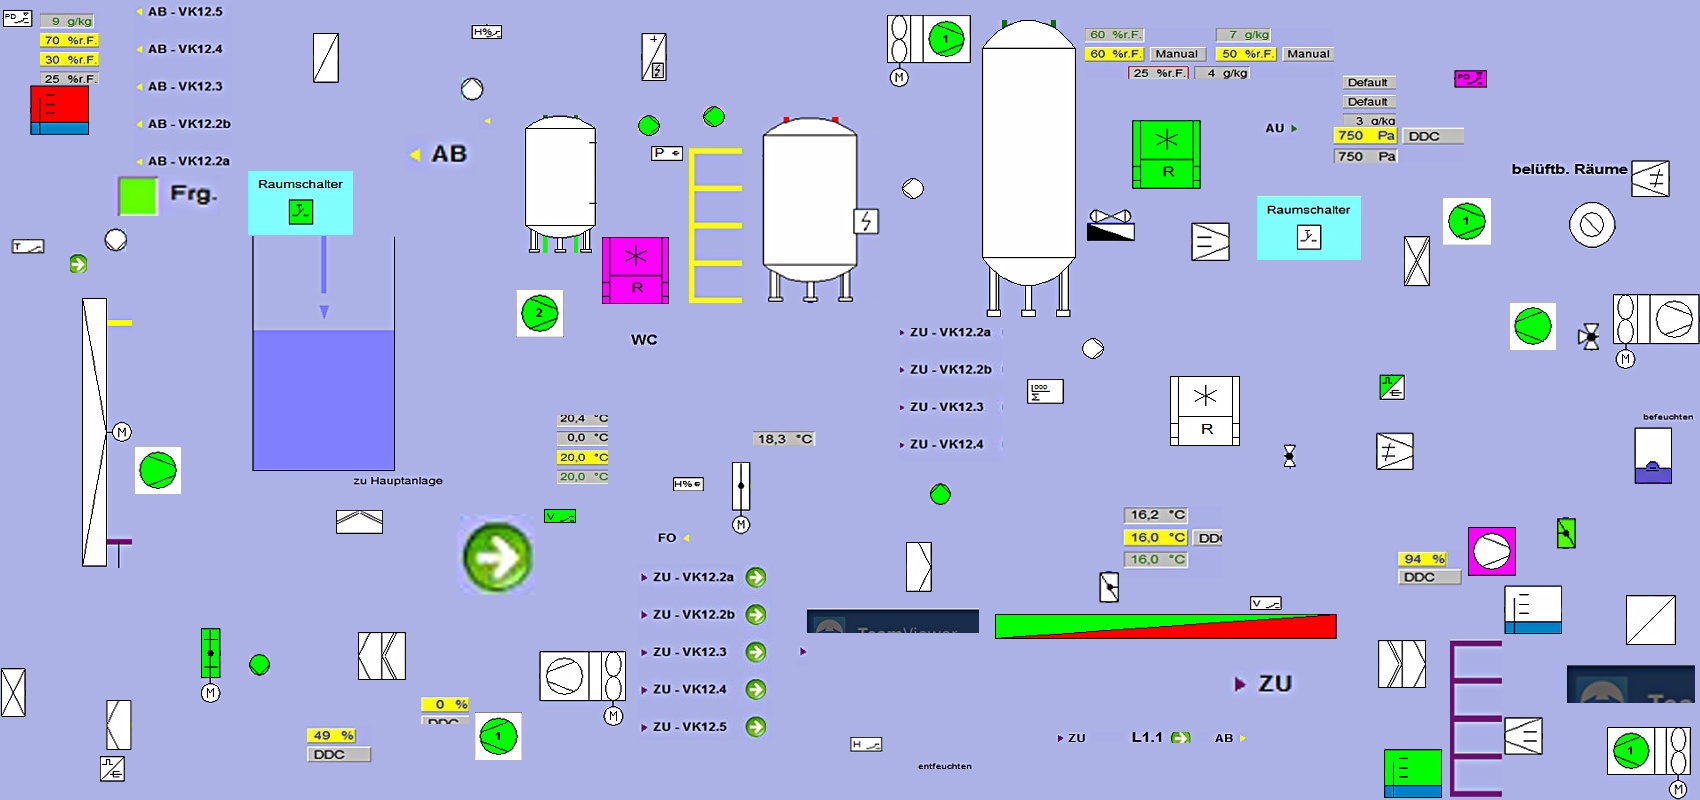 PD
9 g/kg
70 %r.F.
30 %r.F.
25 %r.F.
AB - VK12.5
AB - VK12.4
AB - VK12.3
AB - VK12.2b
AB - VK12.2a
Frg.
Raumschalter
T
H%
AB
P
R
2
WC
M
zu Hauptanlage
20,4 °C
0,0 °C
20,0 °C
20,0 °C
18,3 °C
H%
M
V
FO
ZU - VK12.2a
ZU - VK12.2b
ZU - VK12.3
ZU - VK12.4
ZU - VK12.5
M
M
0 %
DDC
1
49 %
DDC
H
entfeuchten
1
M
60 %r.F.
7 g/kg
60 %r.F.
Manual
50 %r.F.
Manual
25 %r.F.
4 g/kg
Default
Default
3 g/kg
750 Pa
DDC
750 Pa
PD
AU
R
belüftb. Räume
Raumschalter
1
M
ZU - VK12.2a
ZU - VK12.2b
ZU - VK12.3
ZU - VK12.4
1000
Σ
R
befeuchten
16,2 °C
16,0 °C
16,0 °C
94 %
DDC
V
TeamViewer
ZU
ZU
L1.1
AB
1
M